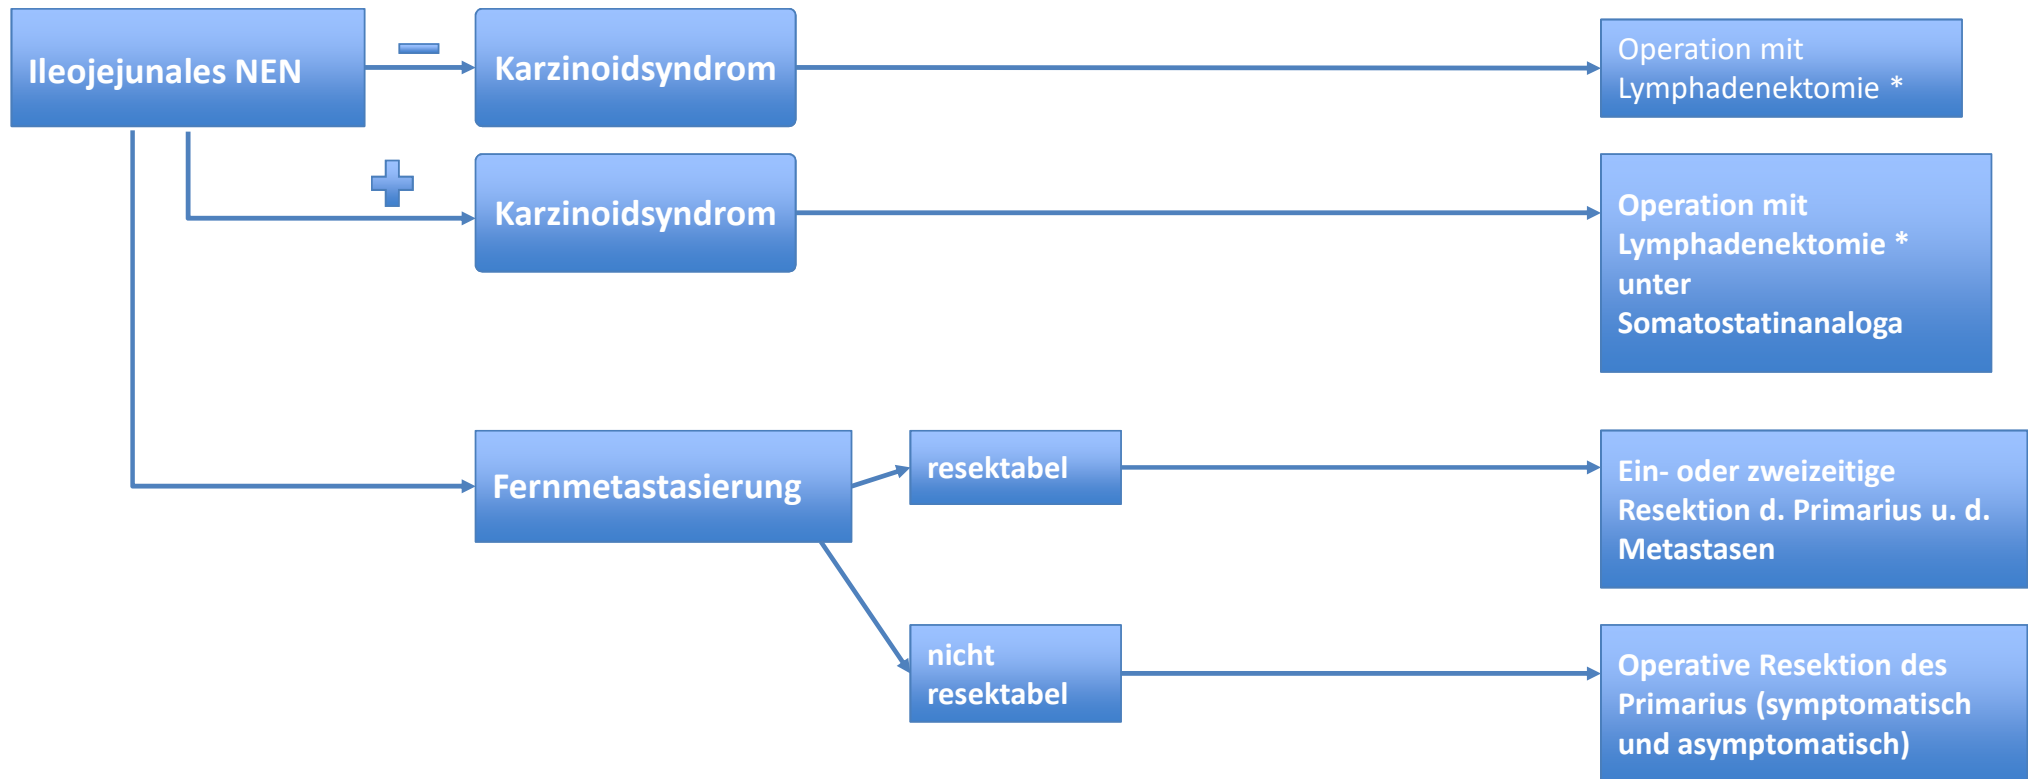 Ileojejunales NEN
Karzinoidsyndrom
Operation mit
Lymphadenektomie *
Karzinoidsyndrom
Operation mit
Lymphadenektomie *
unter
Somatostatinanaloga
Fernmetastasierung
resektabel
Ein- oder zweizeitige
Resektion d. Primarius u. d.
Metastasen
nicht
resektabel
Operative Resektion des
Primarius (symptomatisch
und asymptomatisch)